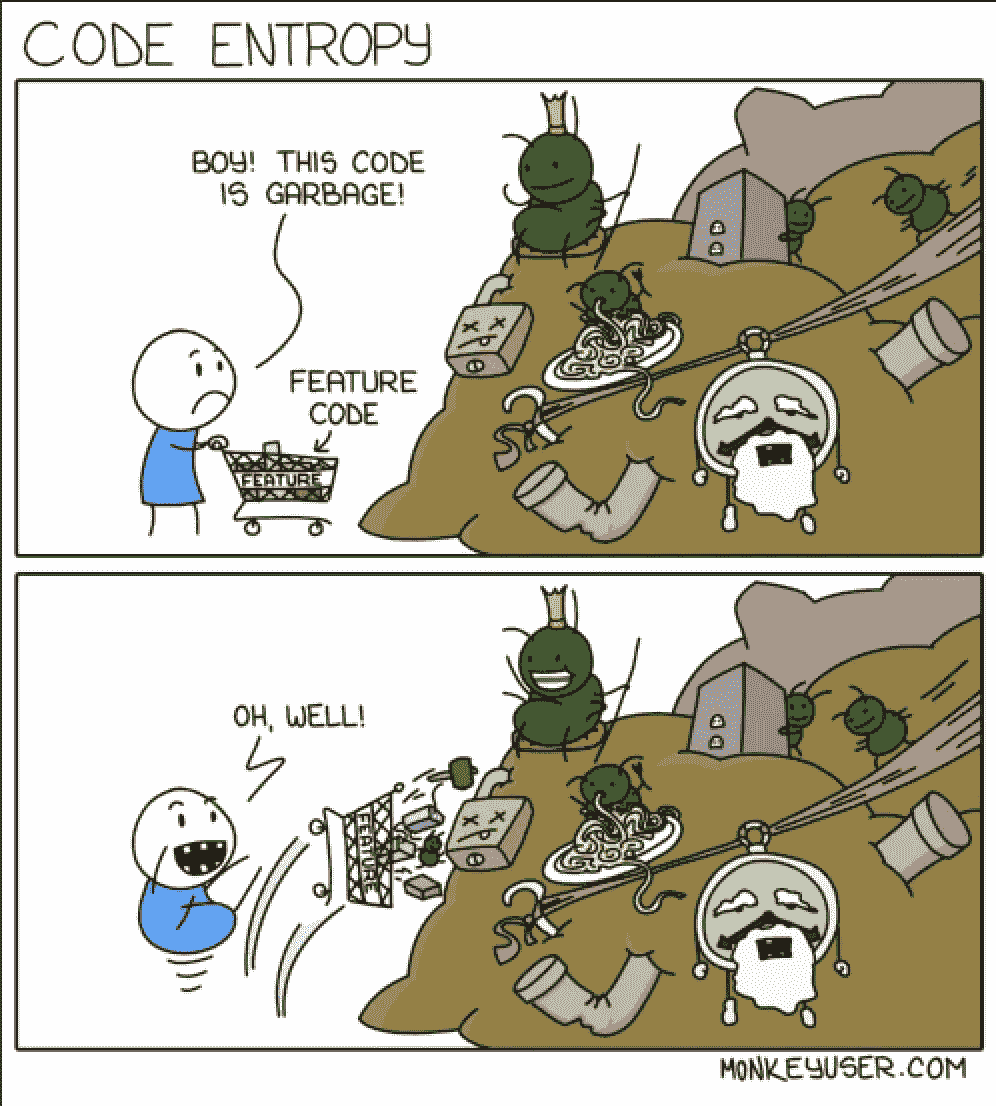 CODE ENTROPY
BOY! THIS CODE
IS GARBAGE!
FEATURE
CODE
FEATURE
OH, WELL!
FEATURE
MONKEYUSER.COM